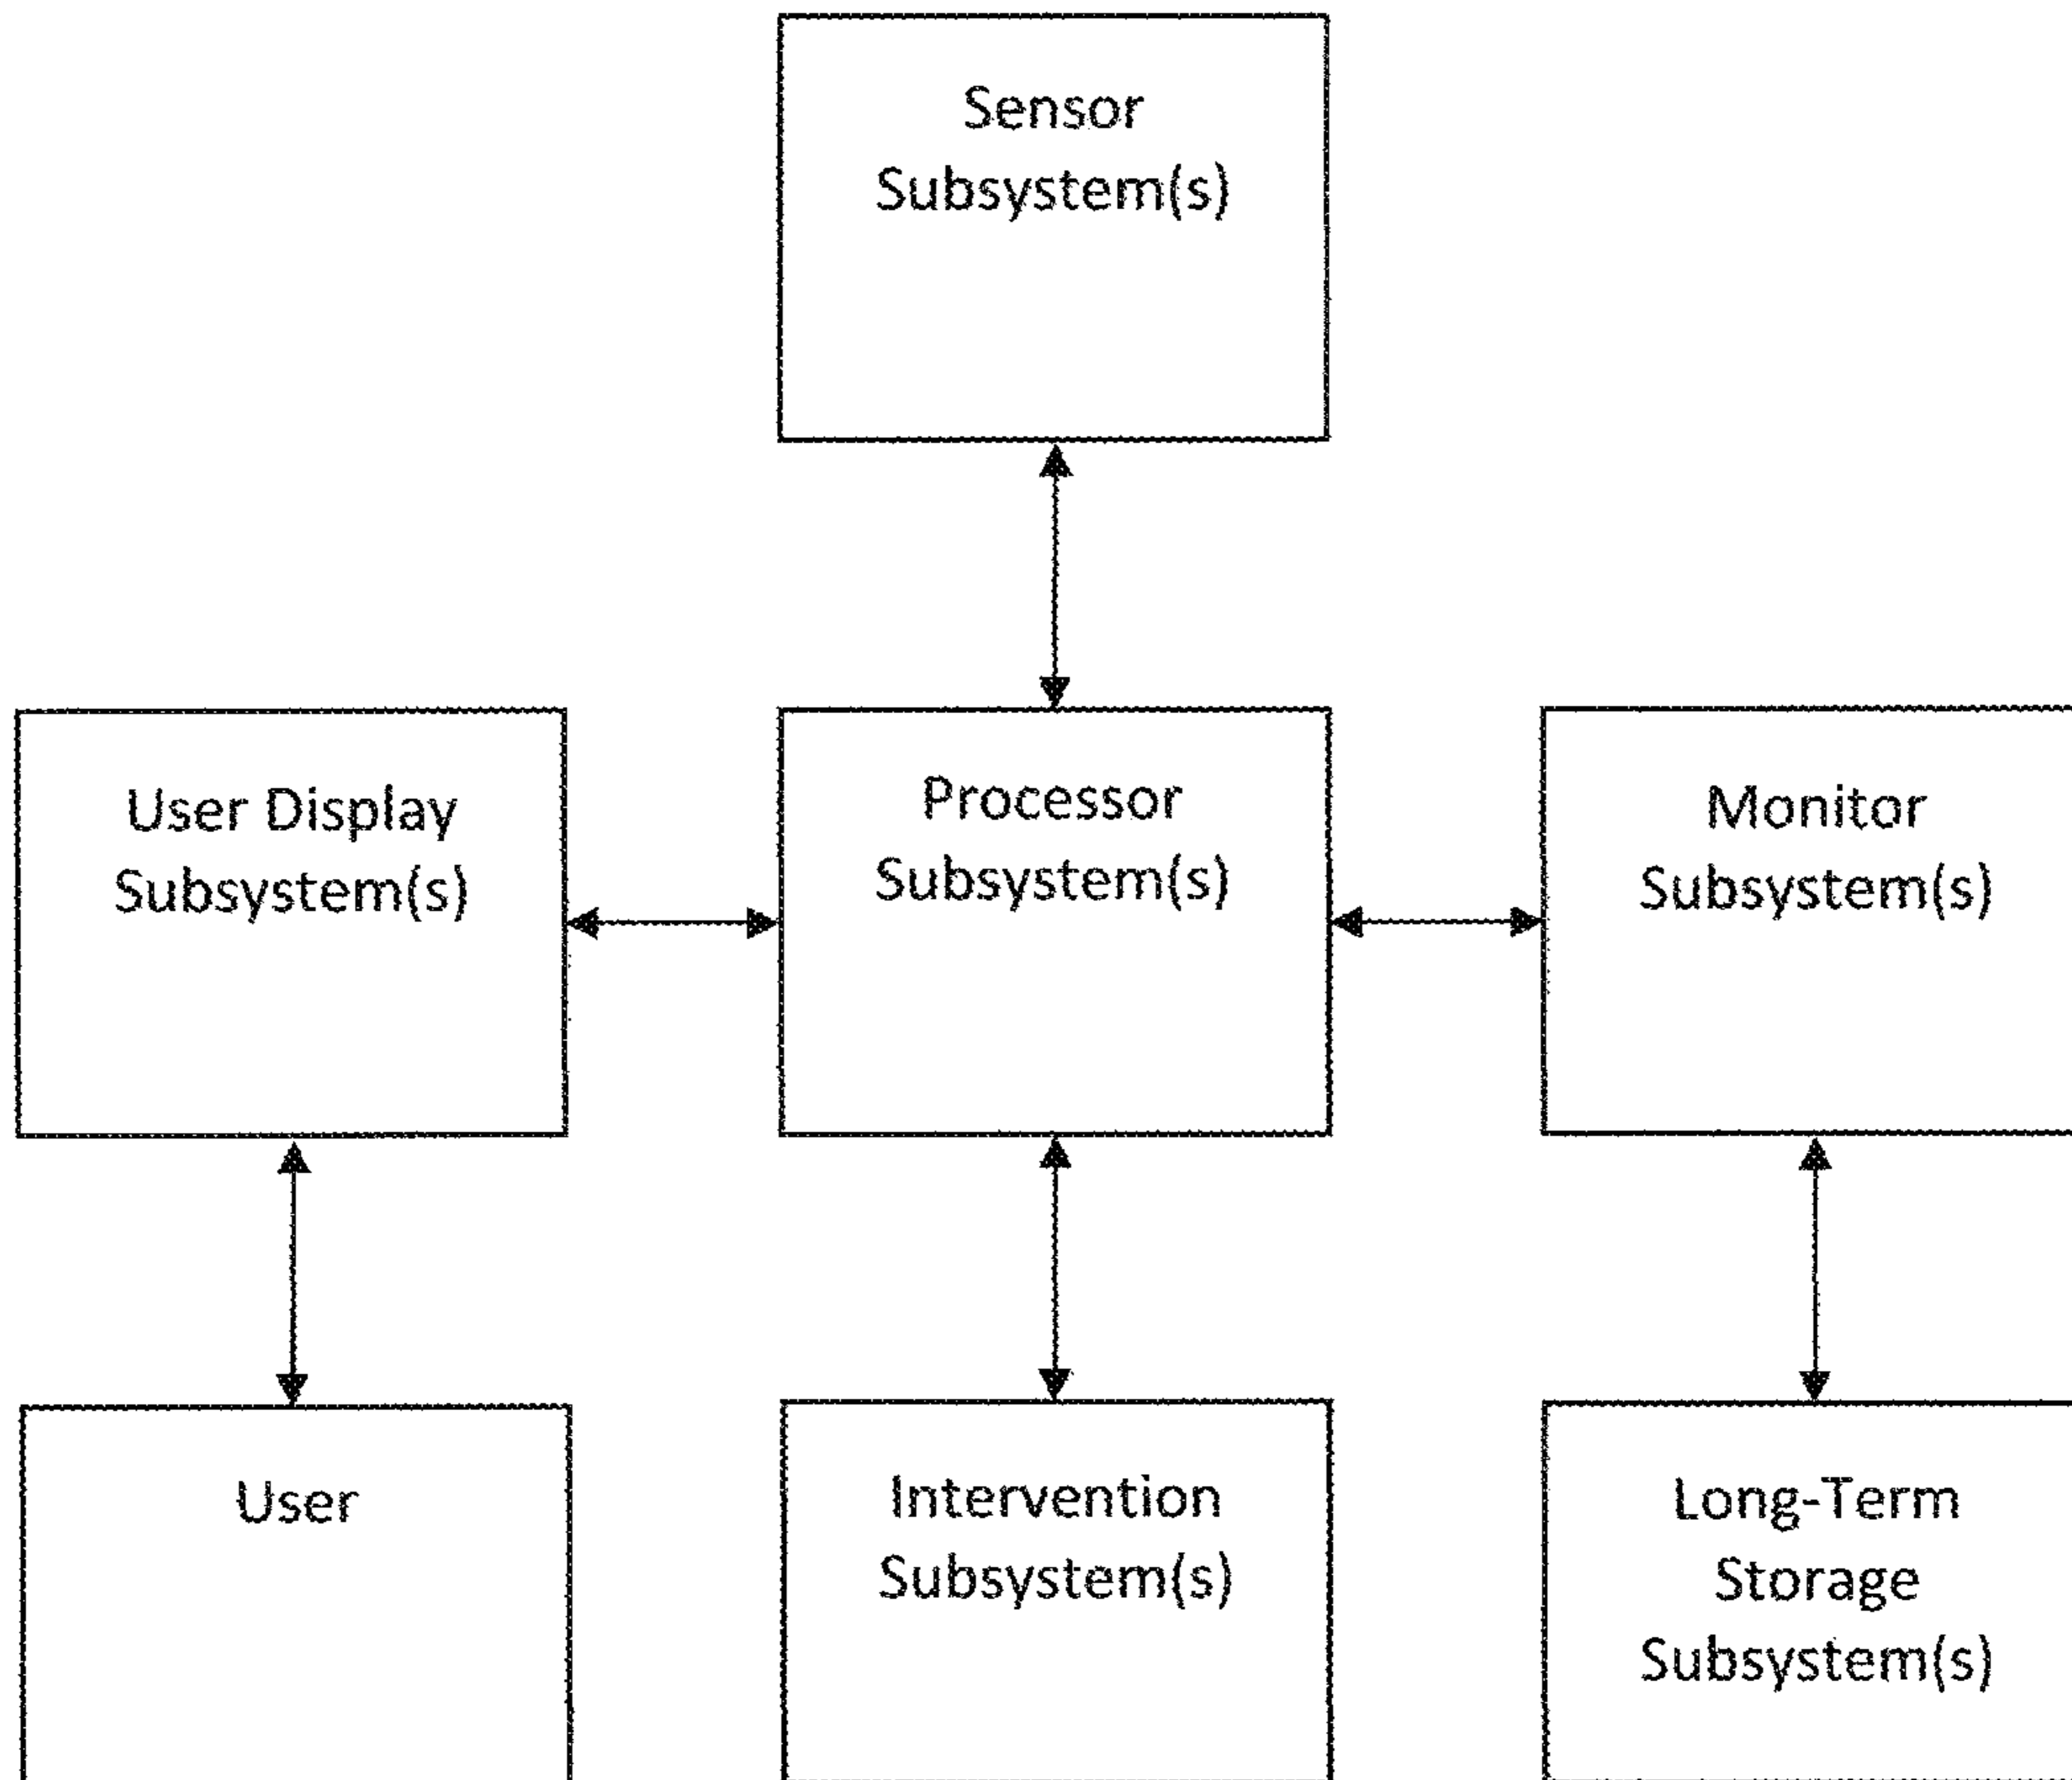 Sensor
Subsystem(s)
User Display
Subsystem(s)
Processor
Subsystem(s)
Monitor
Subsystem(s)
User
Intervention
Subsystem(s)
Long-Term
Storage
Subsystem(s)